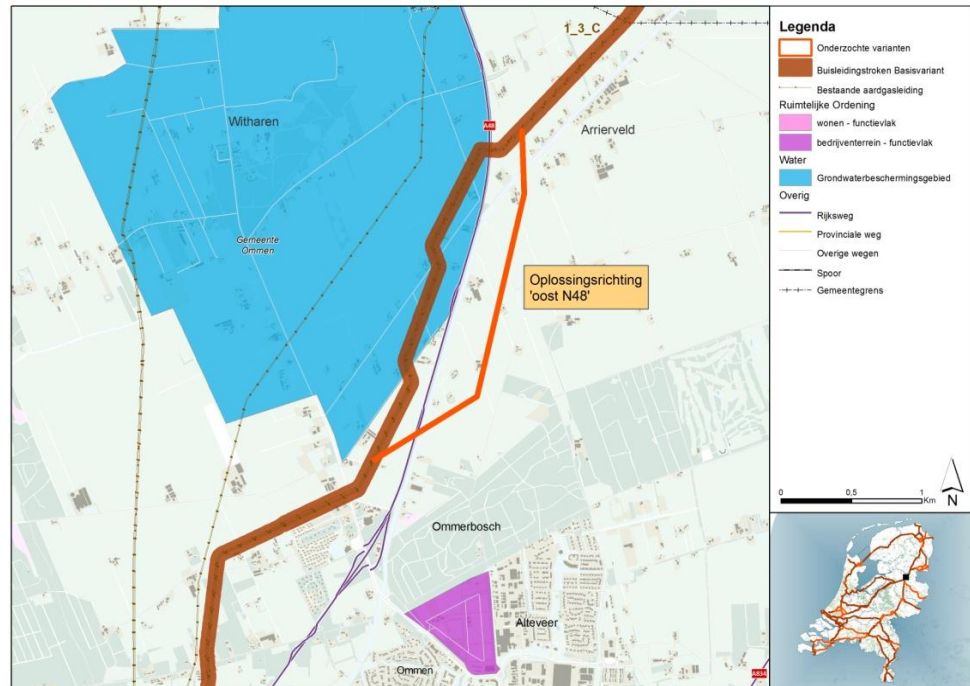 1_3_C
Witharen
A48
Arrierveld
Gemeente
Ommen
Oplossingsrichting
'oost N48'
Ommerbosch
Alteveer
Ommen
Legenda
Onderzochte varianten
Buisleidingstroken Basisvariant
Bestaande aardgasleiding
Ruimtelijke Ordening
wonen - functievlak
bedrijventerrein - functievlak
Water
Grondwaterbeschermingsgebied
Overig
Rijksweg
Provinciale weg
Overige wegen
Spoor
Gemeentegrens
0 0,5 1
Km
N